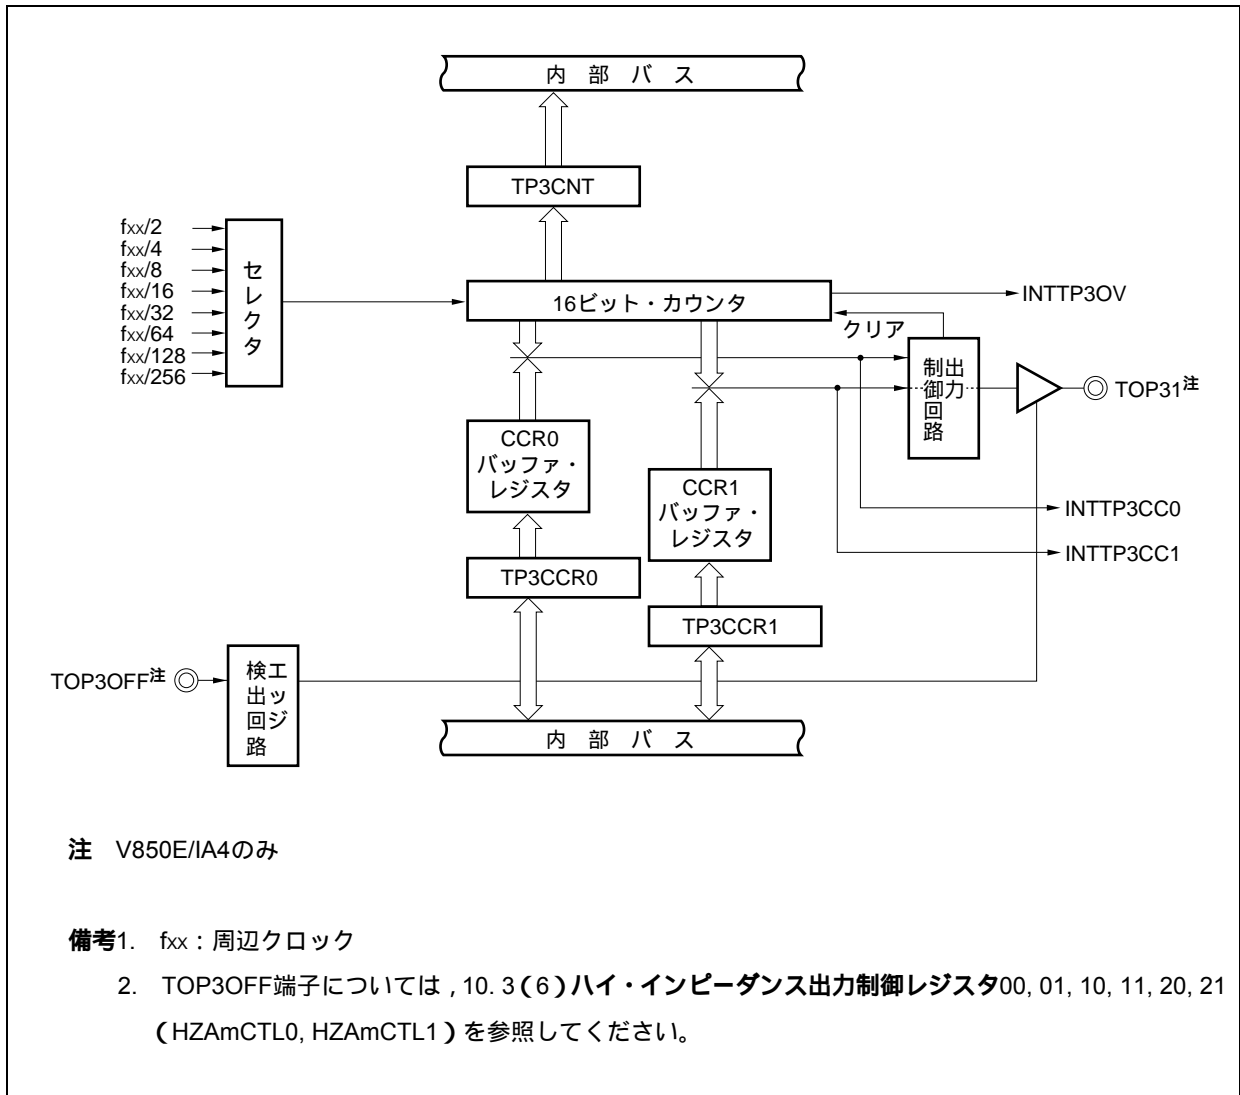 内 部 バ ス
TP3CNT
fxx/2
fxx/4
fxx/8
fxx/16
fxx/32
fxx/64
fxx/128
fxx/256
セレクタ
16ビット・カウンタ
INTTP3OV
クリア
出力制御回路
TOP31注
CCR0
バッファ・
レジスタ
CCR1
バッファ・
レジスタ
INTTP3CC0
INTTP3CC1
TP3CCR0
TP3CCR1
TOP3OFF注
エッジ検出回路
内 部 バ ス
注 V850E/IA4のみ
備考1. fxx：周辺クロック
2. TOP3OFF端子については，10. 3（6）ハイ・インピーダンス出力制御レジスタ00, 01, 10, 11, 20, 21
（HZAmCTL0, HZAmCTL1）を参照してください。